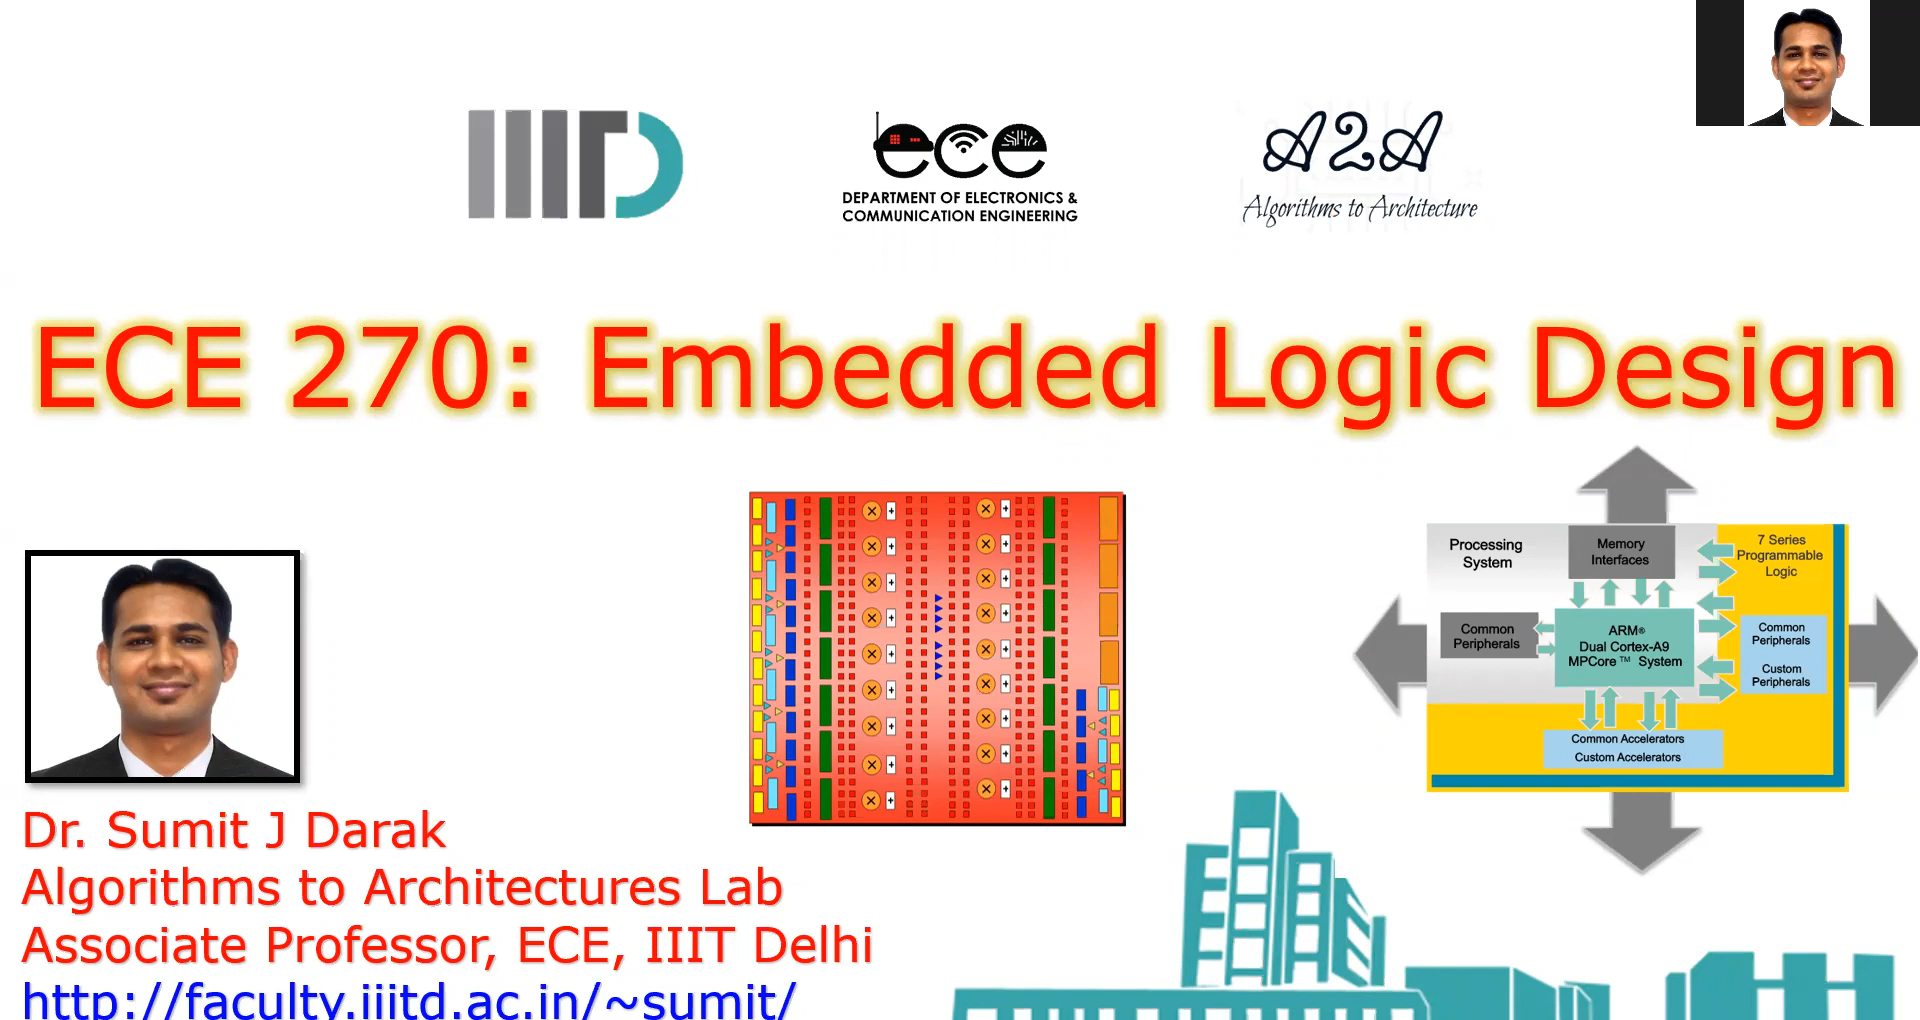 IIITD
ece
DEPARTMENT OF ELECTRONICS &
COMMUNICATION ENGINEERING
A2A
Algorithms to Architecture
ECE 270: Embedded Logic Design
Processing
System
Memory
Interfaces
7 Series
Programmable
Logic
Common
Peripherals
ARM®
Dual Cortex-A9
MPCore™ System
Common
Peripherals
Custom
Peripherals
Common Accelerators
Custom Accelerators
Dr. Sumit J Darak
Algorithms to Architectures Lab
Associate Professor, ECE, IIIT Delhi
http://faculty.iiitd.ac.in/~sumit/